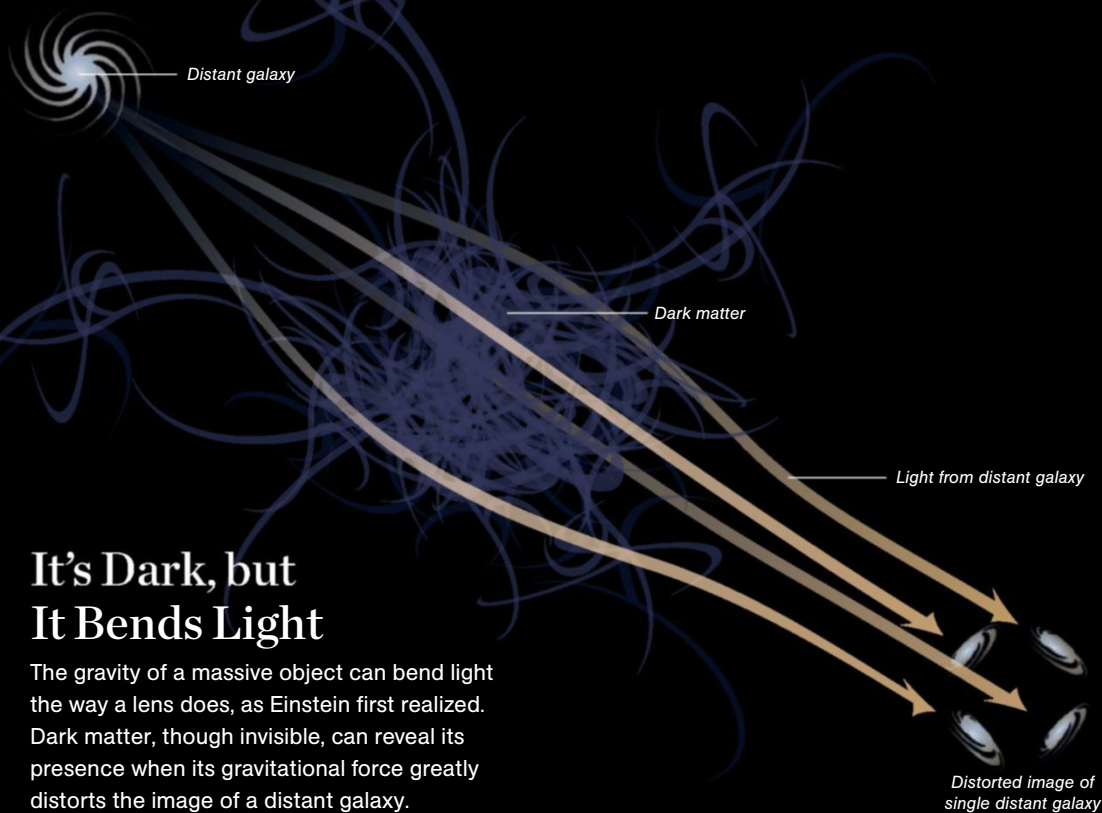 Distant galaxy
Dark matter
Light from distant galaxy
It’s Dark, but
It Bends Light
The gravity of a massive object can bend light
the way a lens does, as Einstein first realized.
Dark matter, though invisible, can reveal its
presence when its gravitational force greatly
distorts the image of a distant galaxy.
Distorted image of
single distant galaxy